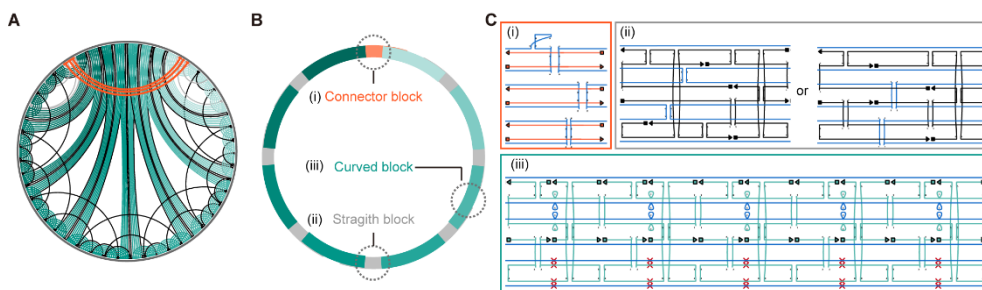 A
B
(i) Connector block
(iii) Curved block
(ii) Stragith block
C
(i)
(ii)
or
(iii)